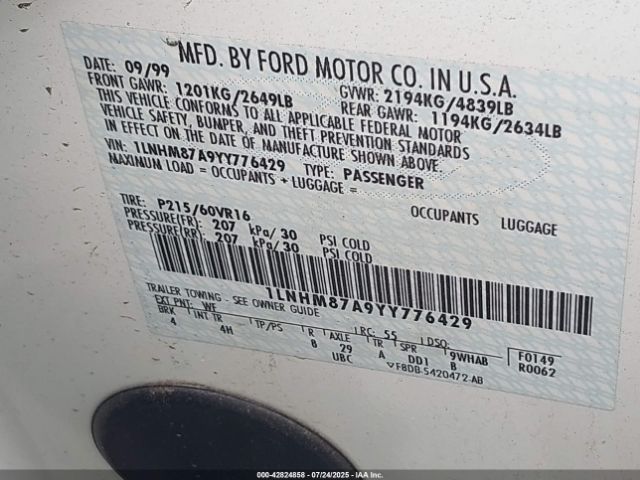 MFD. BY FORD MOTOR CO. IN U.S.A.
DATE: 09/99 GVWR: 2194KG/4839LB
FRONT GAWR: 1201KG/2649LB REAR GAWR: 1194KG/2634LB
THIS VEHICLE CONFORMS TO ALL APPLICABLE FEDERAL MOTOR
VEHICLE SAFETY, BUMPER, AND THEFT PREVENTION STANDARDS
IN EFFECT ON THE DATE OF MANUFACTURE SHOWN ABOVE.
VIN: 1LNHM87A9YY776429 TYPE: PASSENGER
MAXIMUM LOAD = OCCUPANTS + LUGGAGE =
OCCUPANTS LUGGAGE
TIRE: P215/60VR16
PRESSURE(FR): 207 kPa/ 30 PSI COLD
PRESSURE(RR): 207 kPa/ 30 PSI COLD
1LNHM87A9YY776429
TRAILER TOWING - SEE OWNER GUIDE
EXT PNT: WF RC: 55 DSO: F0149
BRK INT TR TP/PS R AXLE TR SPR 9WHAB R0062
4 4H B 29 A DD1 B
UBC F8DB-5420472-AB
000-42824858 - 07/24/2025 - IAA Inc.